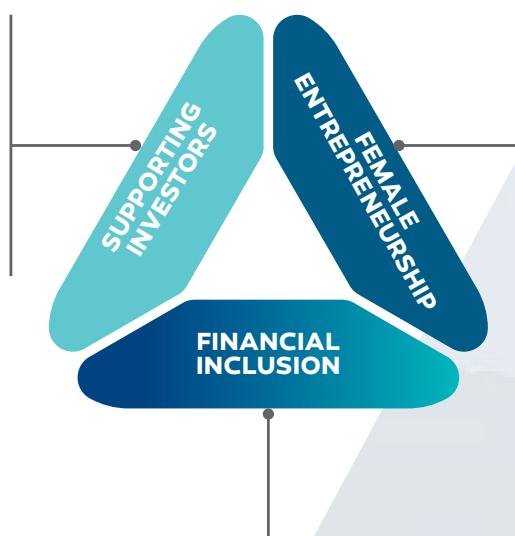 SUPPORTING
INVESTORS
FEMALE
ENTREPRENEURSHIP
FINANCIAL
INCLUSION